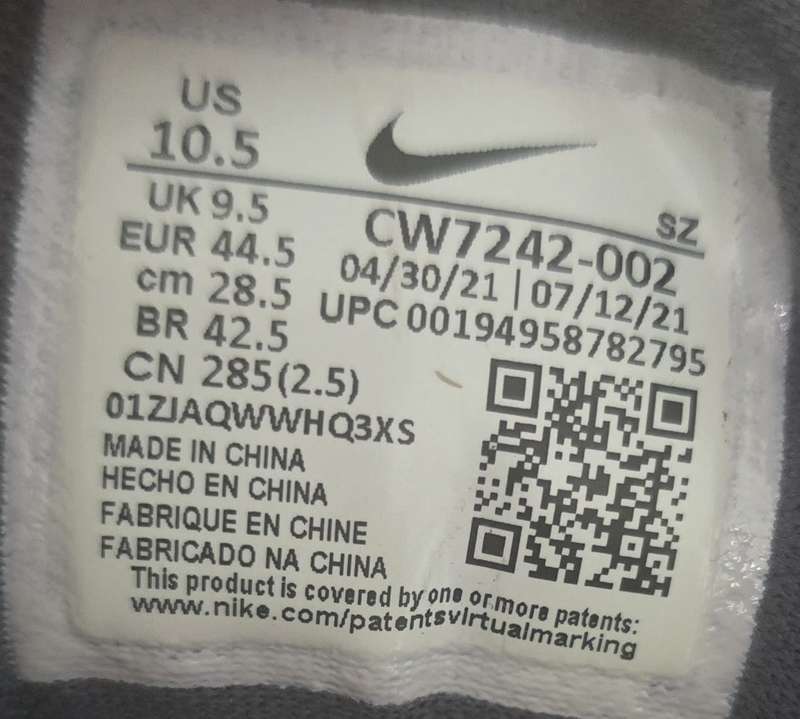 US
10.5
UK 9.5
EUR 44.5
cm 28.5
BR 42.5
CN 285(2.5)
SZ
CW7242-002
04/30/21 | 07/12/21
UPC 00194958782795
01ZJAQWWHQ3XS
MADE IN CHINA
HECHO EN CHINA
FABRIQUE EN CHINE
FABRICADO NA CHINA
This product is covered by one or more patents:
www.nike.com/patentsvirtualmarking